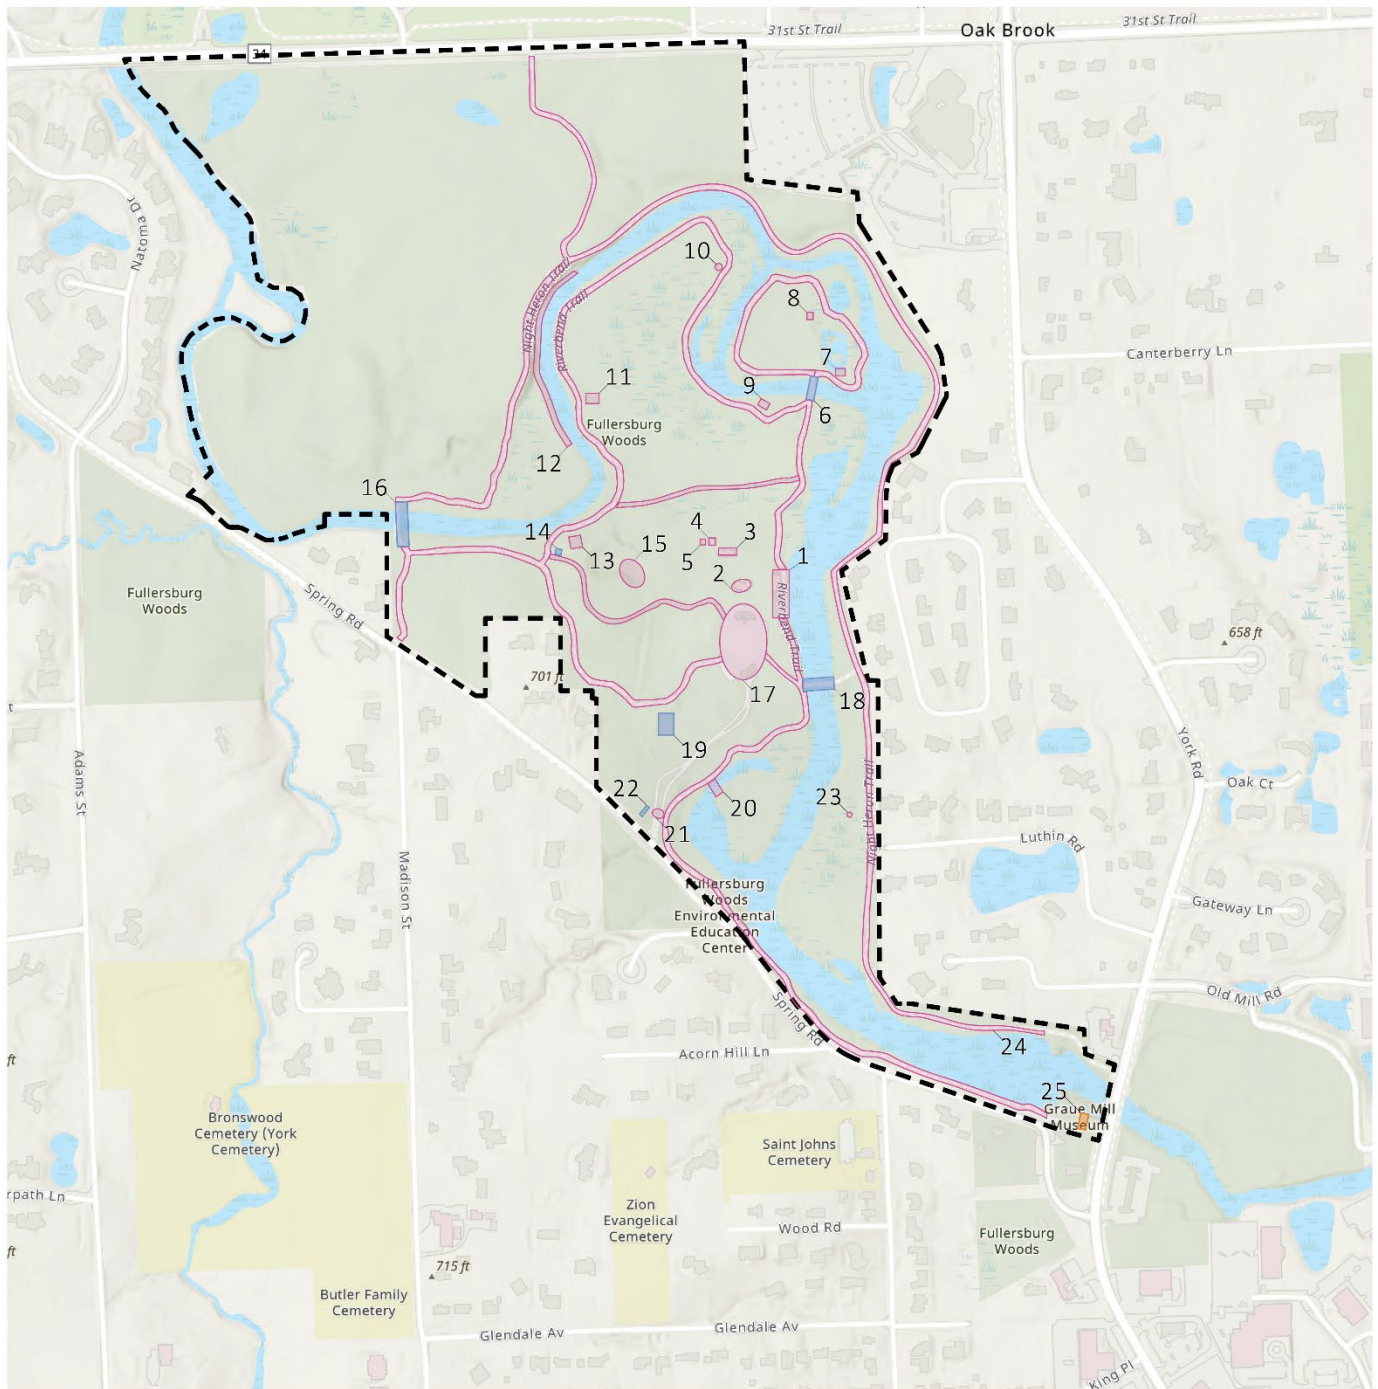 31st St Trail
31st St Trail
Oak Brook
34
Natoma Dr
10
8
Night Heron Trail
Riverbend Trail
Canterberry Ln
7
11
9
6
Fullersburg
Woods
12
16
14
4
3
13
15
5
2
1
Riverbend Trail
Fullersburg
Woods
Spring Rd
658 ft
701 ft
17
18
19
York Rd
Adams St
22
20
23
21
Night Heron Trail
Oak Ct
Luthin Rd
Madison St
Fullersburg
Woods
Environmental
Education
Center
Gateway Ln
Old Mill Rd
Spring Rd
24
Acorn Hill Ln
ft
25
Graue Mill
Museum
Bronswood
Cemetery (York
Cemetery)
Saint Johns
Cemetery
rpath Ln
Zion
Evangelical
Cemetery
Wood Rd
Fullersburg
Woods
ft
715 ft
Butler Family
Cemetery
Glendale Av
Glendale Av
King Pl